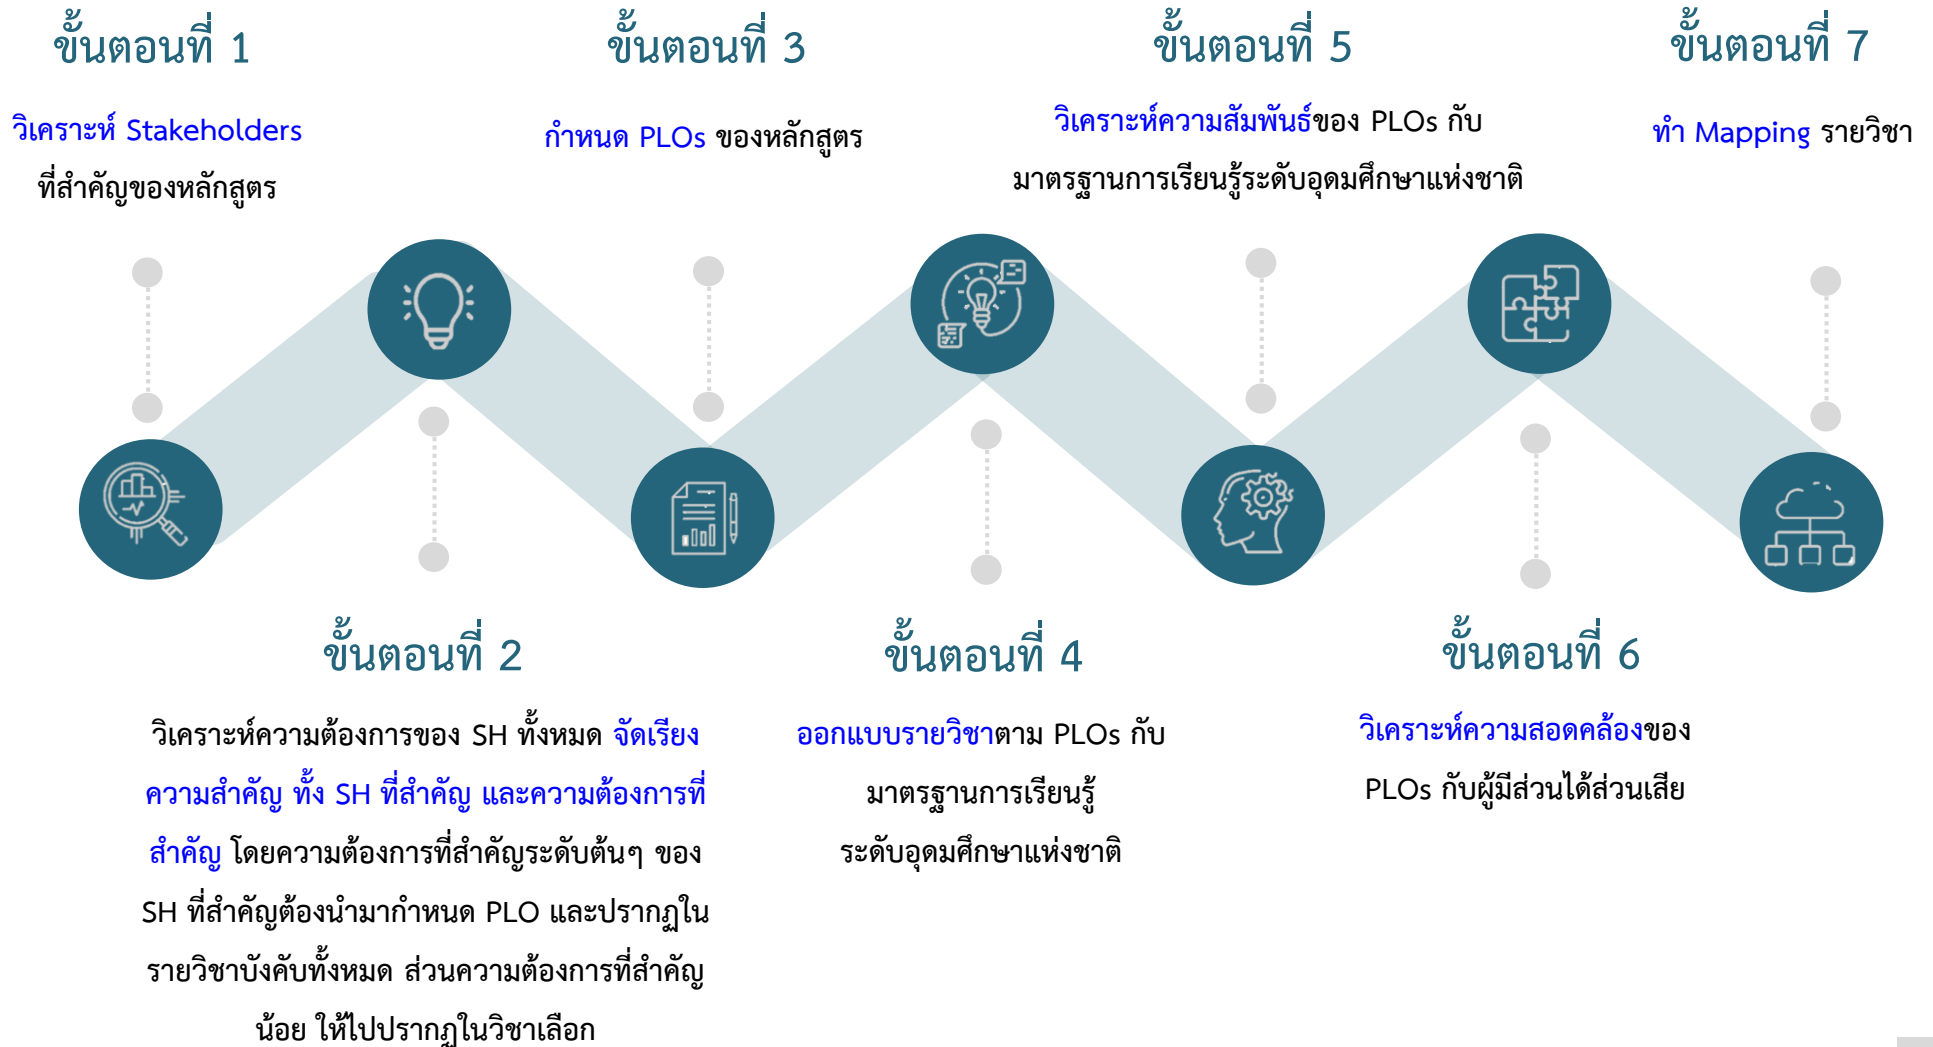 ขั้นตอนที่ 1
วิเคราะห์ Stakeholders
ที่สำคัญของหลักสูตร
ขั้นตอนที่ 2
วิเคราะห์ความต้องการของ SH ทั้งหมด จัดเรียง
ความสำคัญ ทั้ง SH ที่สำคัญ และความต้องการที่
สำคัญ โดยความต้องการที่สำคัญระดับต้นๆ ของ
SH ที่สำคัญต้องนำมากำหนด PLO และปรากฏใน
รายวิชาบังคับทั้งหมด ส่วนความต้องการที่สำคัญ
น้อย ให้ไปปรากฏในวิชาเลือก
ขั้นตอนที่ 3
กำหนด PLOs ของหลักสูตร
ขั้นตอนที่ 4
ออกแบบรายวิชาตาม PLOs กับ
มาตรฐานการเรียนรู้
ระดับอุดมศึกษาแห่งชาติ
ขั้นตอนที่ 5
วิเคราะห์ความสัมพันธ์ของ PLOs กับ
มาตรฐานการเรียนรู้ระดับอุดมศึกษาแห่งชาติ
ขั้นตอนที่ 6
วิเคราะห์ความสอดคล้องของ
PLOs กับผู้มีส่วนได้ส่วนเสีย
ขั้นตอนที่ 7
ทำ Mapping รายวิชา